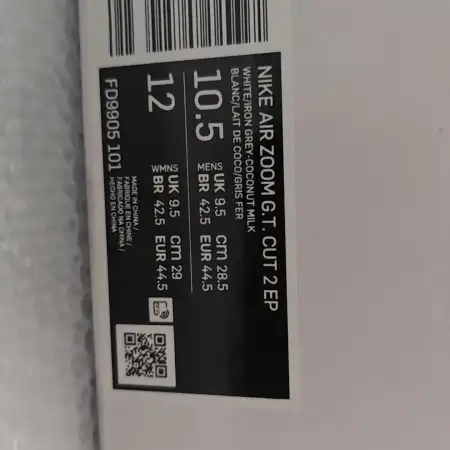 NIKE AIR ZOOM G.T. CUT 2 EP
WHITE/IRON GREY-COCONUT MILK
BLANC/LAIT DE COCO/GRIS FER
10.5
MENS UK 9.5 cm 28.5
BR 42.5 EUR 44.5
12
WMNS UK 9.5 cm 29
BR 42.5 EUR 44.5
FD9905 101
MADE IN CHINA /
FABRIQUÉ EN CHINE /
FABRICADO NA CHINA /
HECHO EN CHINA